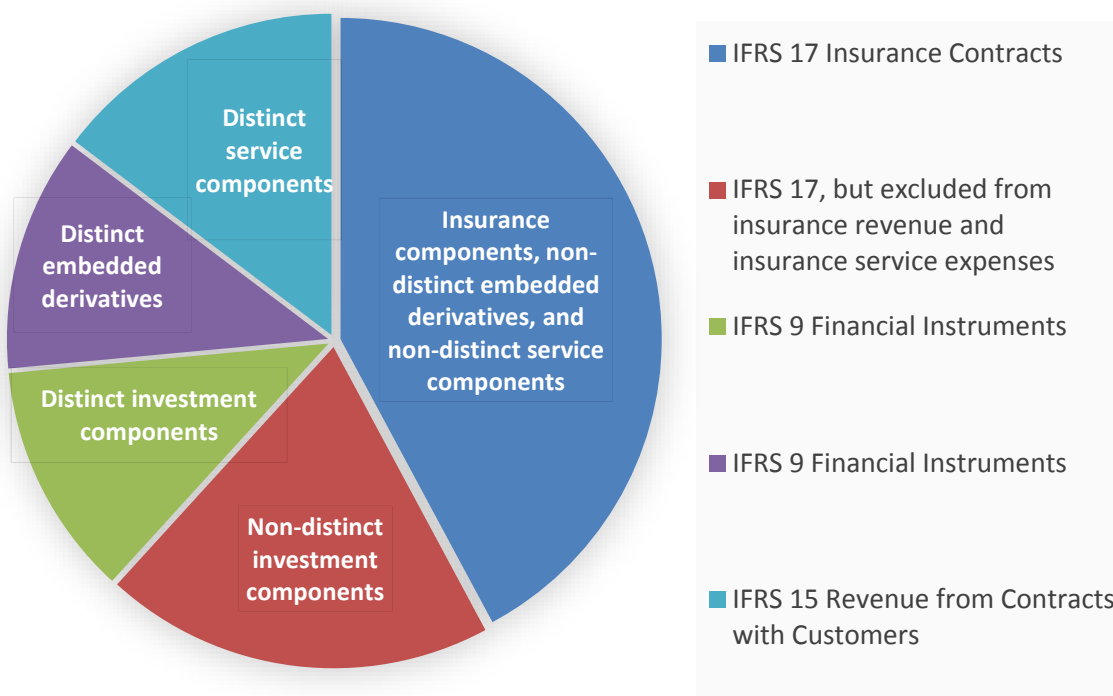 Distinct
service
components
Distinct
embedded
derivatives
Insurance
components, non-
distinct embedded
derivatives, and
non-distinct service
components
Distinct investment
components
Non-distinct
investment
components
IFRS 17 Insurance Contracts
IFRS 17, but excluded from
insurance revenue and
insurance service expenses
IFRS 9 Financial Instruments
IFRS 9 Financial Instruments
IFRS 15 Revenue from Contracts
with Customers